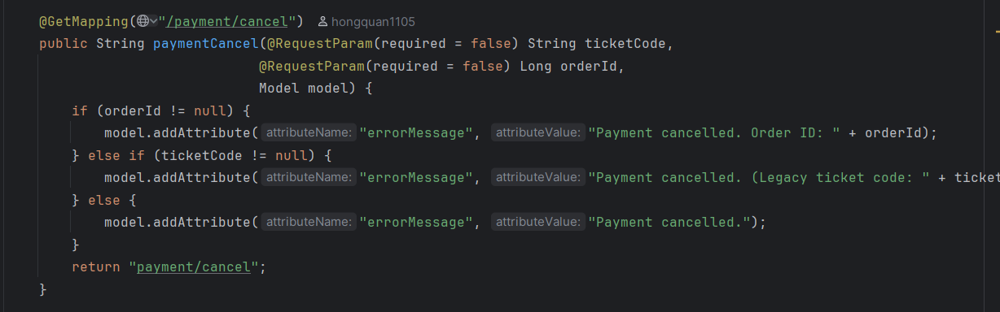 @GetMapping("/payment/cancel") hongquan1105
public String paymentCancel(@RequestParam(required = false) String ticketCode,
@RequestParam(required = false) Long orderId,
Model model) {
if (orderId != null) {
model.addAttribute( attributeName: "errorMessage", attributeValue: "Payment cancelled. Order ID: " + orderId);
} else if (ticketCode != null) {
model.addAttribute( attributeName: "errorMessage", attributeValue: "Payment cancelled. (Legacy ticket code: " + ticket
} else {
model.addAttribute( attributeName: "errorMessage", attributeValue: "Payment cancelled.");
}
return "payment/cancel";
}